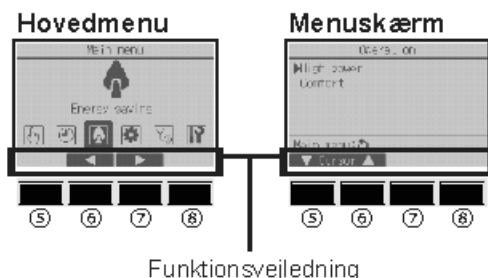 Hovedmenu
Main menu
Energy saving
⑤ ⑥ ⑦ ⑧
Menuskærm
Operation
High power
Comfort
Main menu:
▼ Cursor ▲
⑤ ⑥ ⑦ ⑧
Funktionsvejledning